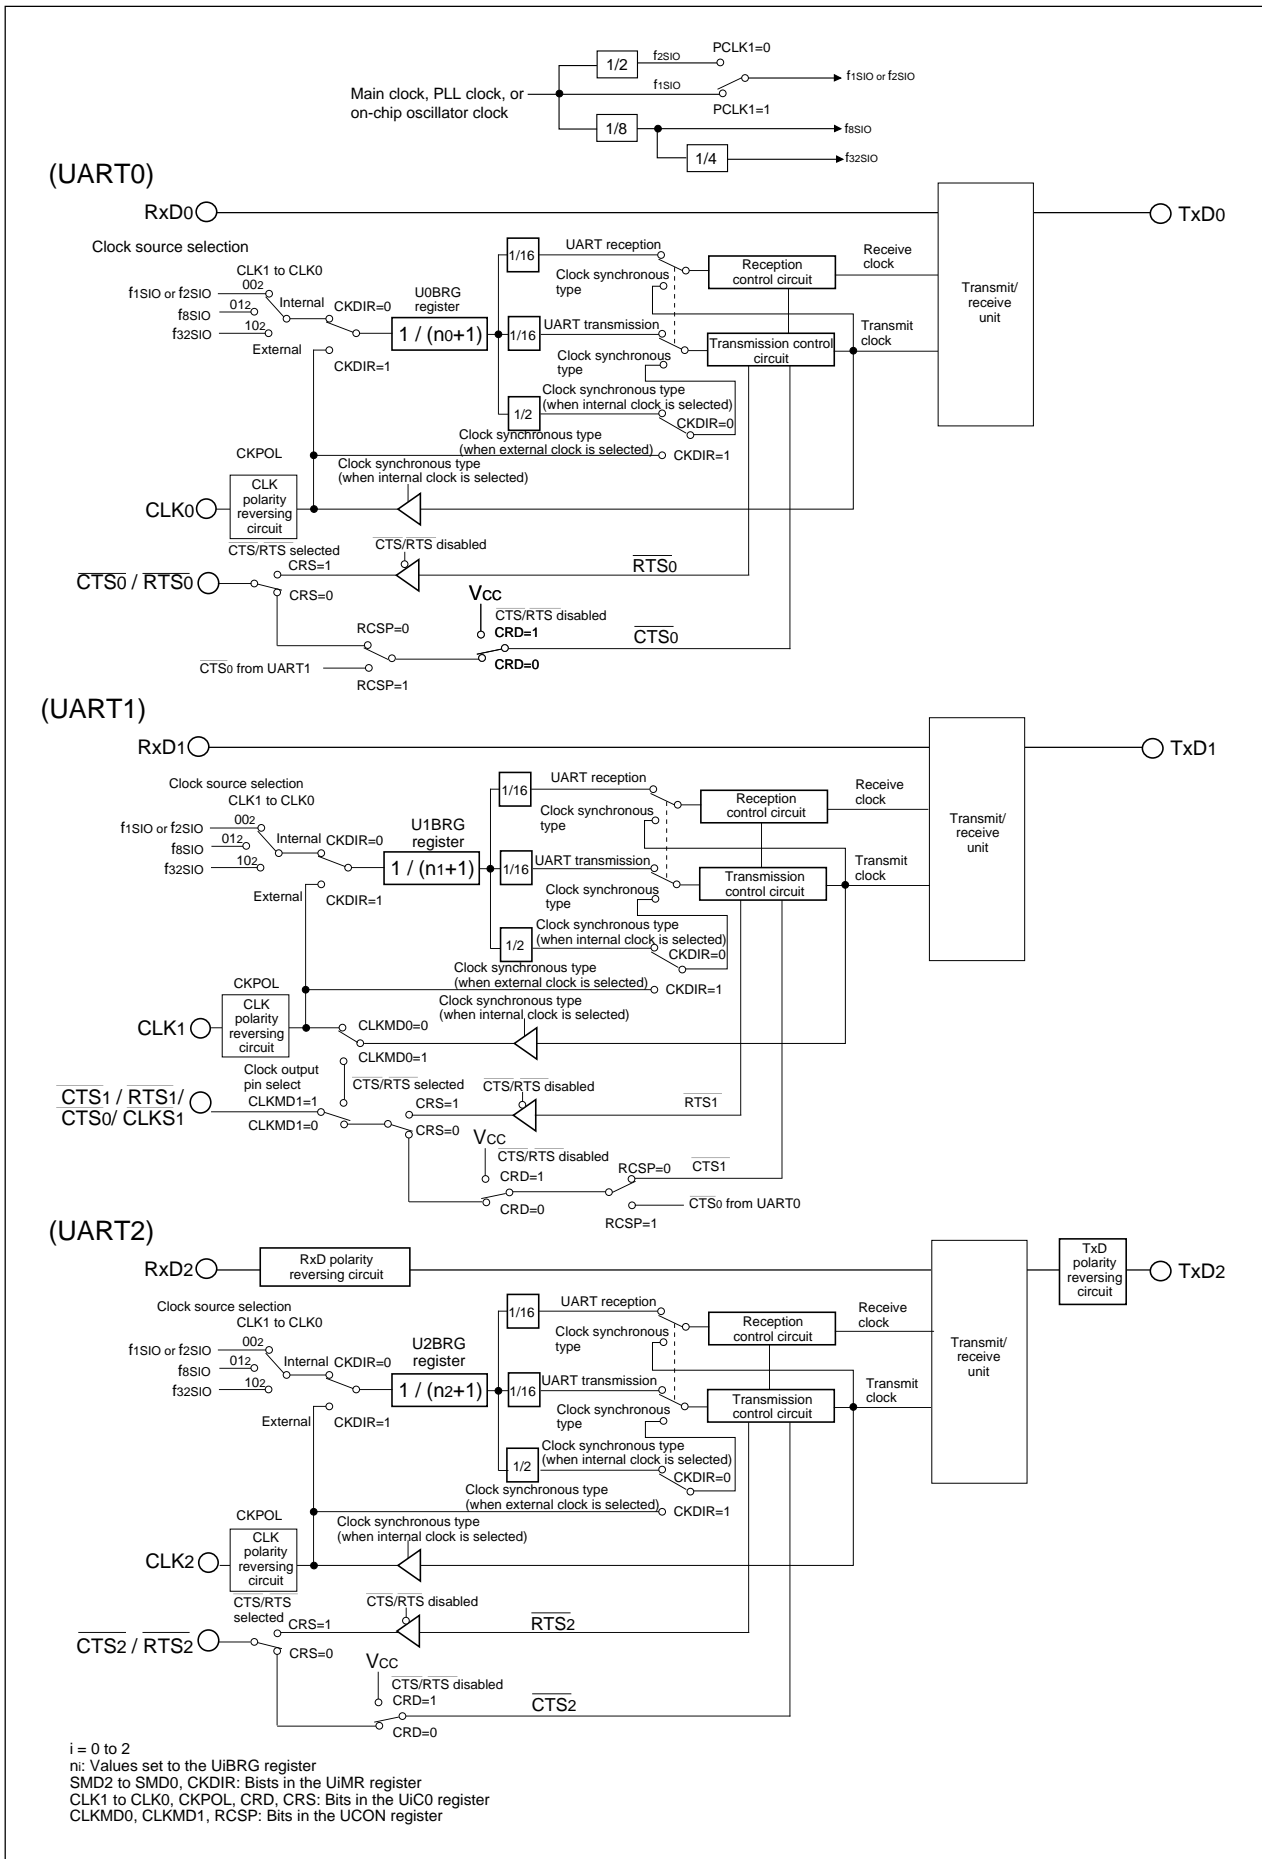 f2SIO PCLK1=0
1/2
Main clock, PLL clock, or
on-chip oscillator clock
f1SIO
f1SIO or f2SIO
PCLK1=1
1/8
f8SIO
1/4
f32SIO
(UART0)
RxD0
TxD0
Clock source selection
CLK1 to CLK0
002
f1SIO or f2SIO
012
f8SIO
102
f32SIO
Internal
CKDIR=0
External
CKDIR=1
U0BRG
register
1 / (n0+1)
1/16
UART reception
Clock synchronous
type
Reception
control circuit
Receive
clock
Transmit/
receive
unit
1/16
UART transmission
Clock synchronous
type
Transmission control
circuit
Transmit
clock
1/2
Clock synchronous type
(when internal clock is selected)
CKDIR=0
Clock synchronous type
(when external clock is selected)
CKDIR=1
CKPOL
CLK0
CLK
polarity
reversing
circuit
Clock synchronous type
(when internal clock is selected)
CTS/RTS selected
CTS/RTS disabled
CTS0 / RTS0
CRS=1
CRS=0
RTS0
VCC
CTS/RTS disabled
RCSP=0
CRD=1
CTS0
CTS0 from UART1
CRD=0
RCSP=1
(UART1)
RxD1
TxD1
Clock source selection
CLK1 to CLK0
002
f1SIO or f2SIO
012
f8SIO
102
f32SIO
Internal
CKDIR=0
External
CKDIR=1
U1BRG
register
1 / (n1+1)
1/16
UART reception
Clock synchronous
type
Reception
control circuit
Receive
clock
Transmit/
receive
unit
1/16
UART transmission
Clock synchronous
type
Transmission
control circuit
Transmit
clock
1/2
Clock synchronous type
(when internal clock is selected)
CKDIR=0
Clock synchronous type
(when external clock is selected)
CKDIR=1
CKPOL
CLK1
CLK
polarity
reversing
circuit
Clock synchronous type
(when internal clock is selected)
CLKMD0=0
CLKMD0=1
Clock output
pin select
CTS/RTS selected
CTS/RTS disabled
CTS1 / RTS1/
CTS0/ CLKS1
CLKMD1=1
CLKMD1=0
CRS=1
CRS=0
RTS1
VCC
CTS/RTS disabled
CRD=1
CRD=0
RCSP=0
CTS1
CTS0 from UART0
RCSP=1
(UART2)
RxD2
RxD polarity
reversing circuit
TxD
polarity
reversing
circuit
TxD2
Clock source selection
CLK1 to CLK0
002
f1SIO or f2SIO
012
f8SIO
102
f32SIO
Internal
CKDIR=0
External
CKDIR=1
U2BRG
register
1 / (n2+1)
1/16
UART reception
Clock synchronous
type
Reception
control circuit
Receive
clock
Transmit/
receive
unit
1/16
UART transmission
Clock synchronous
type
Transmission
control circuit
Transmit
clock
1/2
Clock synchronous type
(when internal clock is selected)
CKDIR=0
Clock synchronous type
(when external clock is selected)
CKDIR=1
CKPOL
CLK2
CLK
polarity
reversing
circuit
Clock synchronous type
(when internal clock is selected)
CTS/RTS
selected
CTS/RTS disabled
CTS2 / RTS2
CRS=1
CRS=0
RTS2
VCC
CTS/RTS disabled
CRD=1
CTS2
CRD=0
i = 0 to 2
ni: Values set to the UiBRG register
SMD2 to SMD0, CKDIR: Bists in the UiMR register
CLK1 to CLK0, CKPOL, CRD, CRS: Bits in the UiC0 register
CLKMD0, CLKMD1, RCSP: Bits in the UCON register